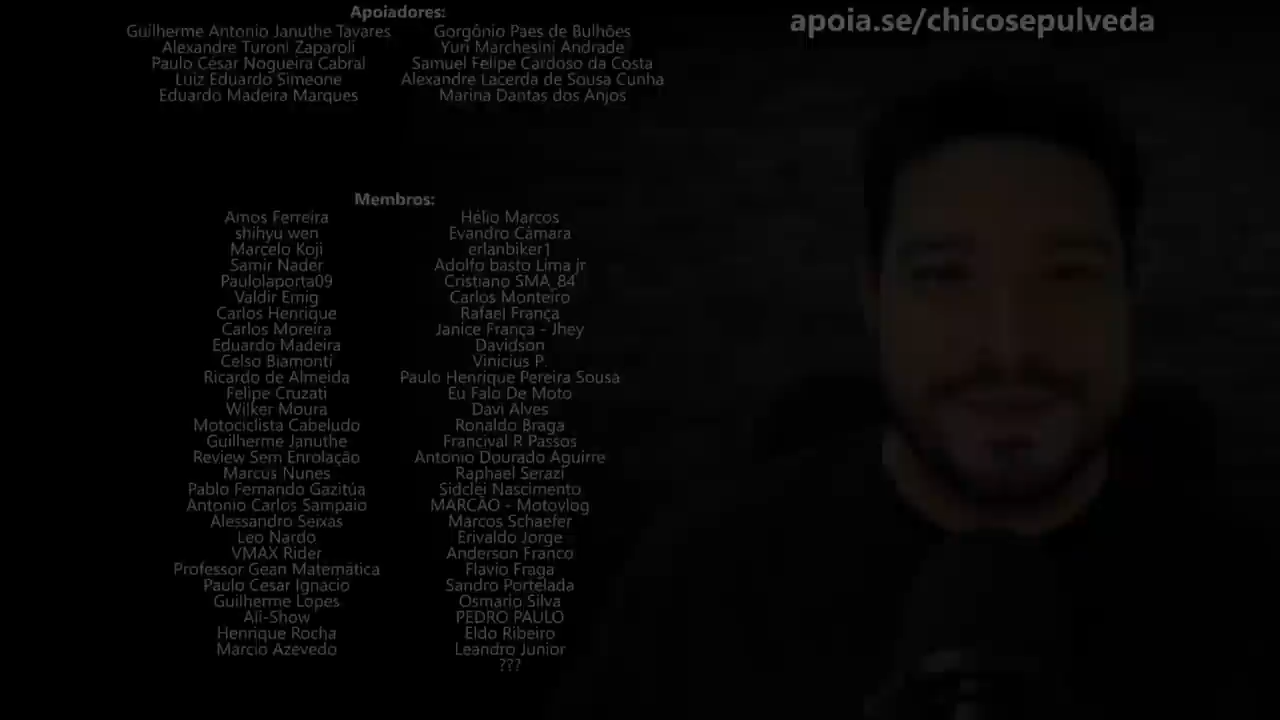 Apoiadores:
apoia.se/chicosepulveda
Guilherme Antonio Januthe Tavares
Alexandre Turoni Zaparoli
Paulo César Nogueira Cabral
Luiz Eduardo Simeone
Eduardo Madeira Marques
Gorgônio Paes de Bulhões
Yuri Marchesini Andrade
Samuel Felipe Cardoso da Costa
Alexandre Lacerda de Sousa Cunha
Marina Dantas dos Anjos
Membros:
Amos Ferreira
shihyu wen
Marcelo Koji
Samir Nader
Paulolaporta09
Valdir Emig
Carlos Henrique
Carlos Moreira
Eduardo Madeira
Celso Biamonti
Ricardo de Almeida
Felipe Cruzati
Wilker Moura
Motociclista Cabeludo
Guilherme Januthe
Review Sem Enrolação
Marcus Nunes
Pablo Fernando Gazitúa
Antonio Carlos Sampaio
Alessandro Seixas
Leo Nardo
VMAX Rider
Professor Gean Matemática
Paulo Cesar Ignacio
Guilherme Lopes
Ali-Show
Henrique Rocha
Marcio Azevedo
Hélio Marcos
Evandro Câmara
erlanbiker1
Adolfo basto Lima jr
Cristiano SMA_84
Carlos Monteiro
Rafael França
Janice França - Jhey
Davidson
Vinicius P.
Paulo Henrique Pereira Sousa
Eu Falo De Moto
Davi Alves
Ronaldo Braga
Francival R Passos
Antonio Dourado Aguirre
Raphael Serazi
Sidclei Nascimento
MARCÃO - Motovlog
Marcos Schaefer
Erivaldo Jorge
Anderson Franco
Flavio Fraga
Sandro Portelada
Osmario Silva
PEDRO PAULO
Eldo Ribeiro
Leandro Junior
???